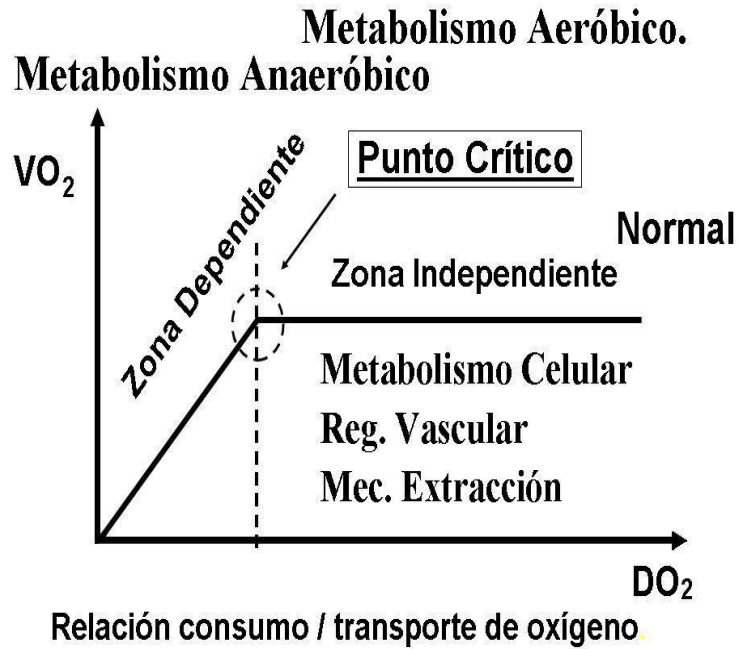 Metabolismo Aeróbico.
Metabolismo Anaeróbico
VO₂
Zona Dependiente
Punto Crítico
Normal
Zona Independiente
Metabolismo Celular
Reg. Vascular
Mec. Extracción
DO₂
Relación consumo / transporte de oxígeno.